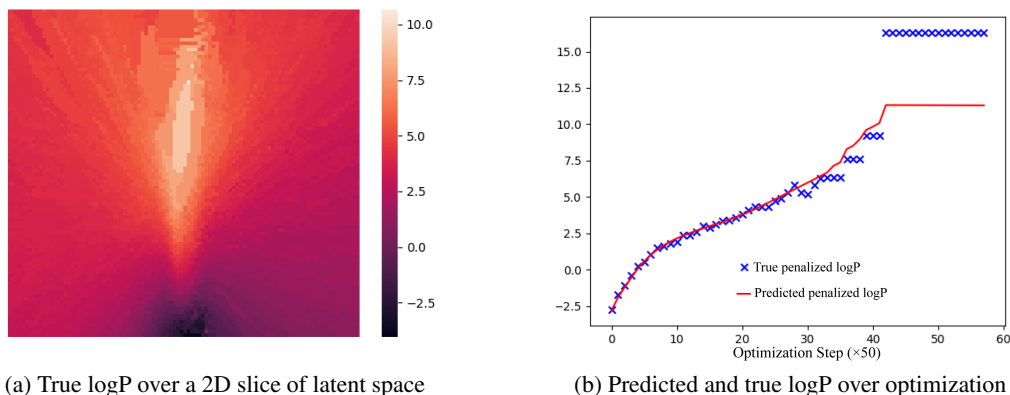 10.0
7.5
5.0
2.5
0.0
−2.5
15.0
12.5
10.0
7.5
5.0
2.5
0.0
−2.5
True penalized logP
Predicted penalized logP
0 10 20 30 40 50 60
Optimization Step (×50)
(a) True logP over a 2D slice of latent space
(b) Predicted and true logP over optimization